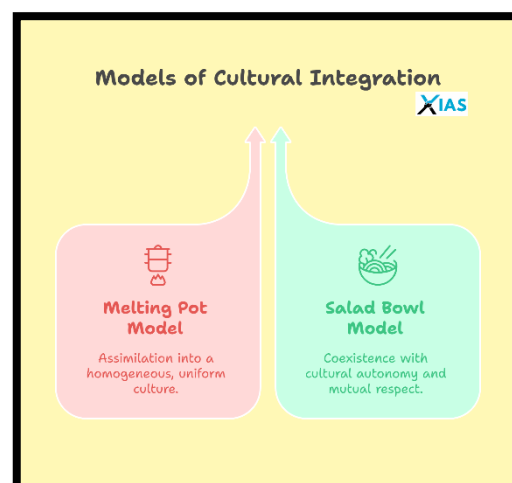 Models of Cultural Integration
XIAS
Melting Pot
Model
Assimilation into a
homogeneous, uniform
culture.
Salad Bowl
Model
Coexistence with
cultural autonomy and
mutual respect.